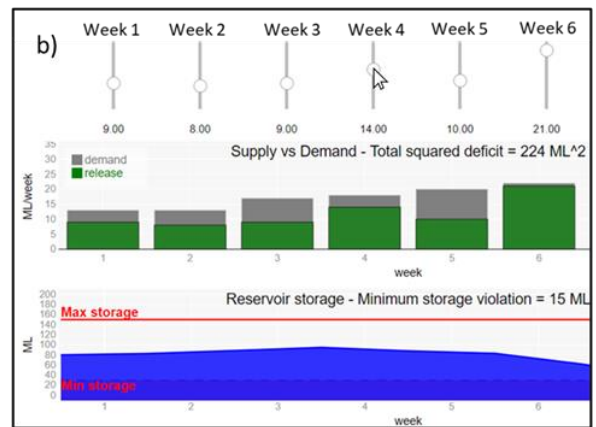 b)
Week 1 Week 2 Week 3 Week 4 Week 5 Week 6
9.00 8.00 9.00 14.00 10.00 21.00
Supply vs Demand - Total squared deficit = 224 ML^2
demand
release
ML/week
35
30
25
20
15
10
5
0
1 2 3 4 5 6
week
Reservoir storage - Minimum storage violation = 15 ML
Max storage
Min storage
ML
200
180
160
140
120
100
80
60
40
20
0
1 2 3 4 5 6
week